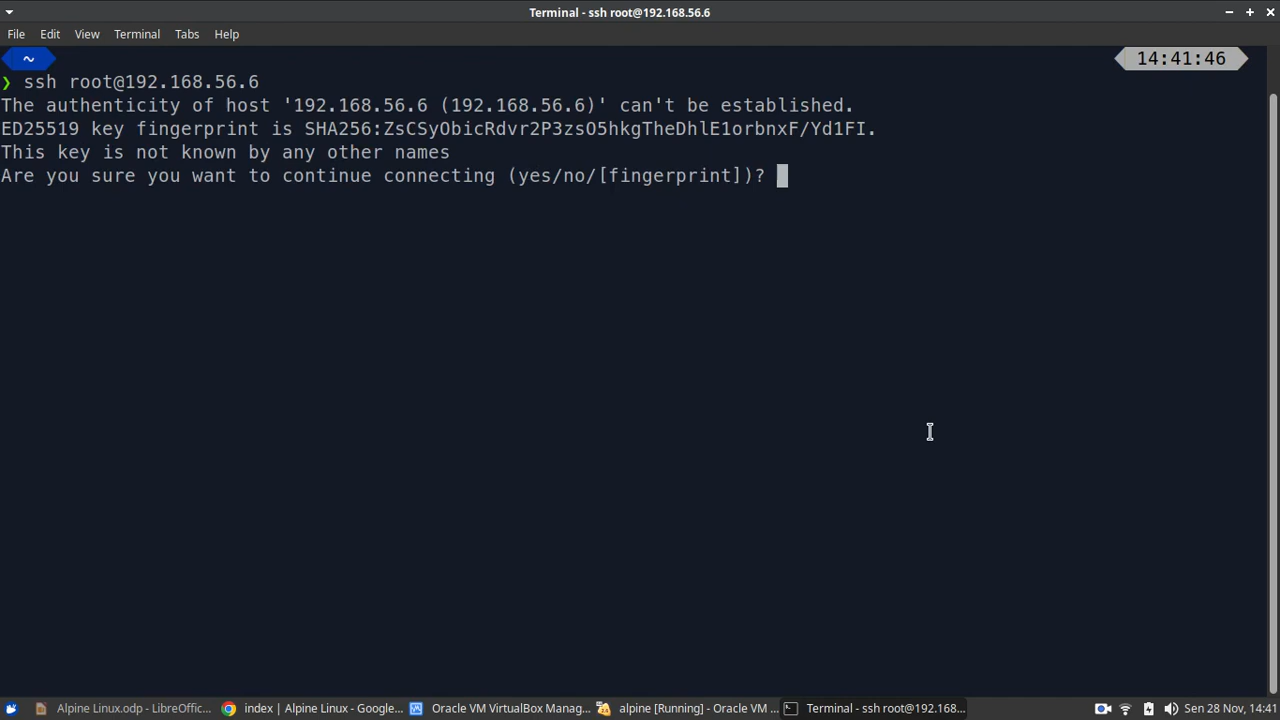 Terminal - ssh root@192.168.56.6
File Edit View Terminal Tabs Help
~ 14:41:46
❯ ssh root@192.168.56.6
The authenticity of host '192.168.56.6 (192.168.56.6)' can't be established.
ED25519 key fingerprint is SHA256:ZsCSyObicRdvr2P3zsO5hkgTheDhlE1orbnxF/Yd1FI.
This key is not known by any other names
Are you sure you want to continue connecting (yes/no/[fingerprint])?
Alpine Linux.odp - LibreOffic... index | Alpine Linux - Google... Oracle VM VirtualBox Manag... alpine [Running] - Oracle VM ... Terminal - ssh root@192.168... Sen 28 Nov, 14:41